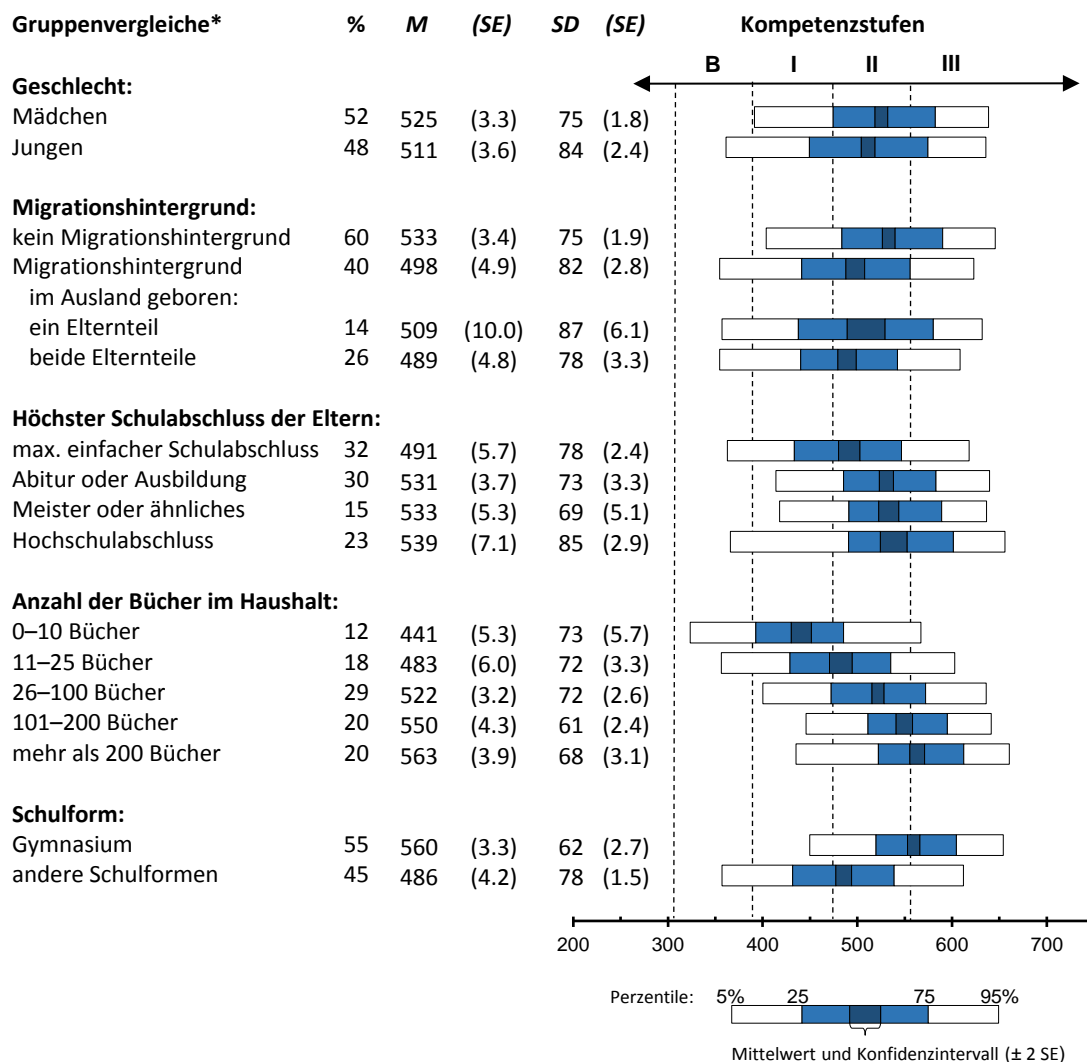 Gruppenvergleiche* % M (SE) SD (SE) Kompetenzstufen
B I II III
Geschlecht:
Mädchen 52 525 (3.3) 75 (1.8)
Jungen 48 511 (3.6) 84 (2.4)
Migrationshintergrund:
kein Migrationshintergrund 60 533 (3.4) 75 (1.9)
Migrationshintergrund 40 498 (4.9) 82 (2.8)
im Ausland geboren:
ein Elternteil 14 509 (10.0) 87 (6.1)
beide Elternteile 26 489 (4.8) 78 (3.3)
Höchster Schulabschluss der Eltern:
max. einfacher Schulabschluss 32 491 (5.7) 78 (2.4)
Abitur oder Ausbildung 30 531 (3.7) 73 (3.3)
Meister oder ähnliches 15 533 (5.3) 69 (5.1)
Hochschulabschluss 23 539 (7.1) 85 (2.9)
Anzahl der Bücher im Haushalt:
0–10 Bücher 12 441 (5.3) 73 (5.7)
11–25 Bücher 18 483 (6.0) 72 (3.3)
26–100 Bücher 29 522 (3.2) 72 (2.6)
101–200 Bücher 20 550 (4.3) 61 (2.4)
mehr als 200 Bücher 20 563 (3.9) 68 (3.1)
Schulform:
Gymnasium 55 560 (3.3) 62 (2.7)
andere Schulformen 45 486 (4.2) 78 (1.5)
200 300 400 500 600 700
Perzentile: 5% 25 75 95%
Mittelwert und Konfidenzintervall (± 2 SE)